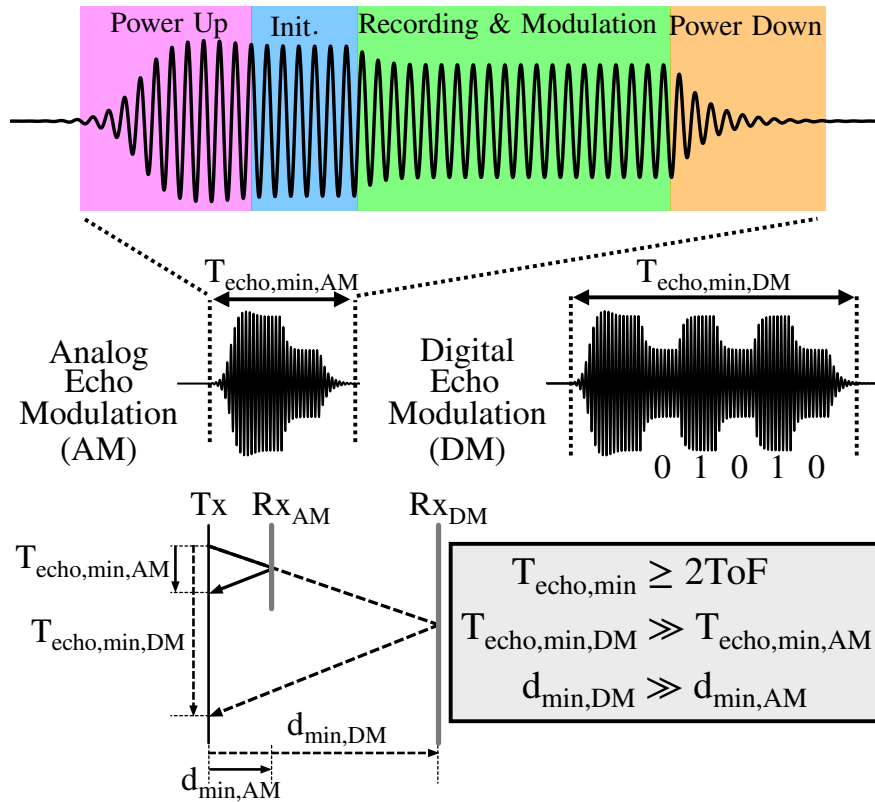 Power Up
Init.
Recording & Modulation
Power Down
T_echo,min,AM
T_echo,min,DM
Analog
Echo
Modulation
(AM)
Digital
Echo
Modulation
(DM)
0 1 0 1 0
Tx
Rx_AM
Rx_DM
T_echo,min,AM
T_echo,min,DM
T_echo,min ≥ 2ToF
T_echo,min,DM ≫ T_echo,min,AM
d_min,DM ≫ d_min,AM
d_min,DM
d_min,AM